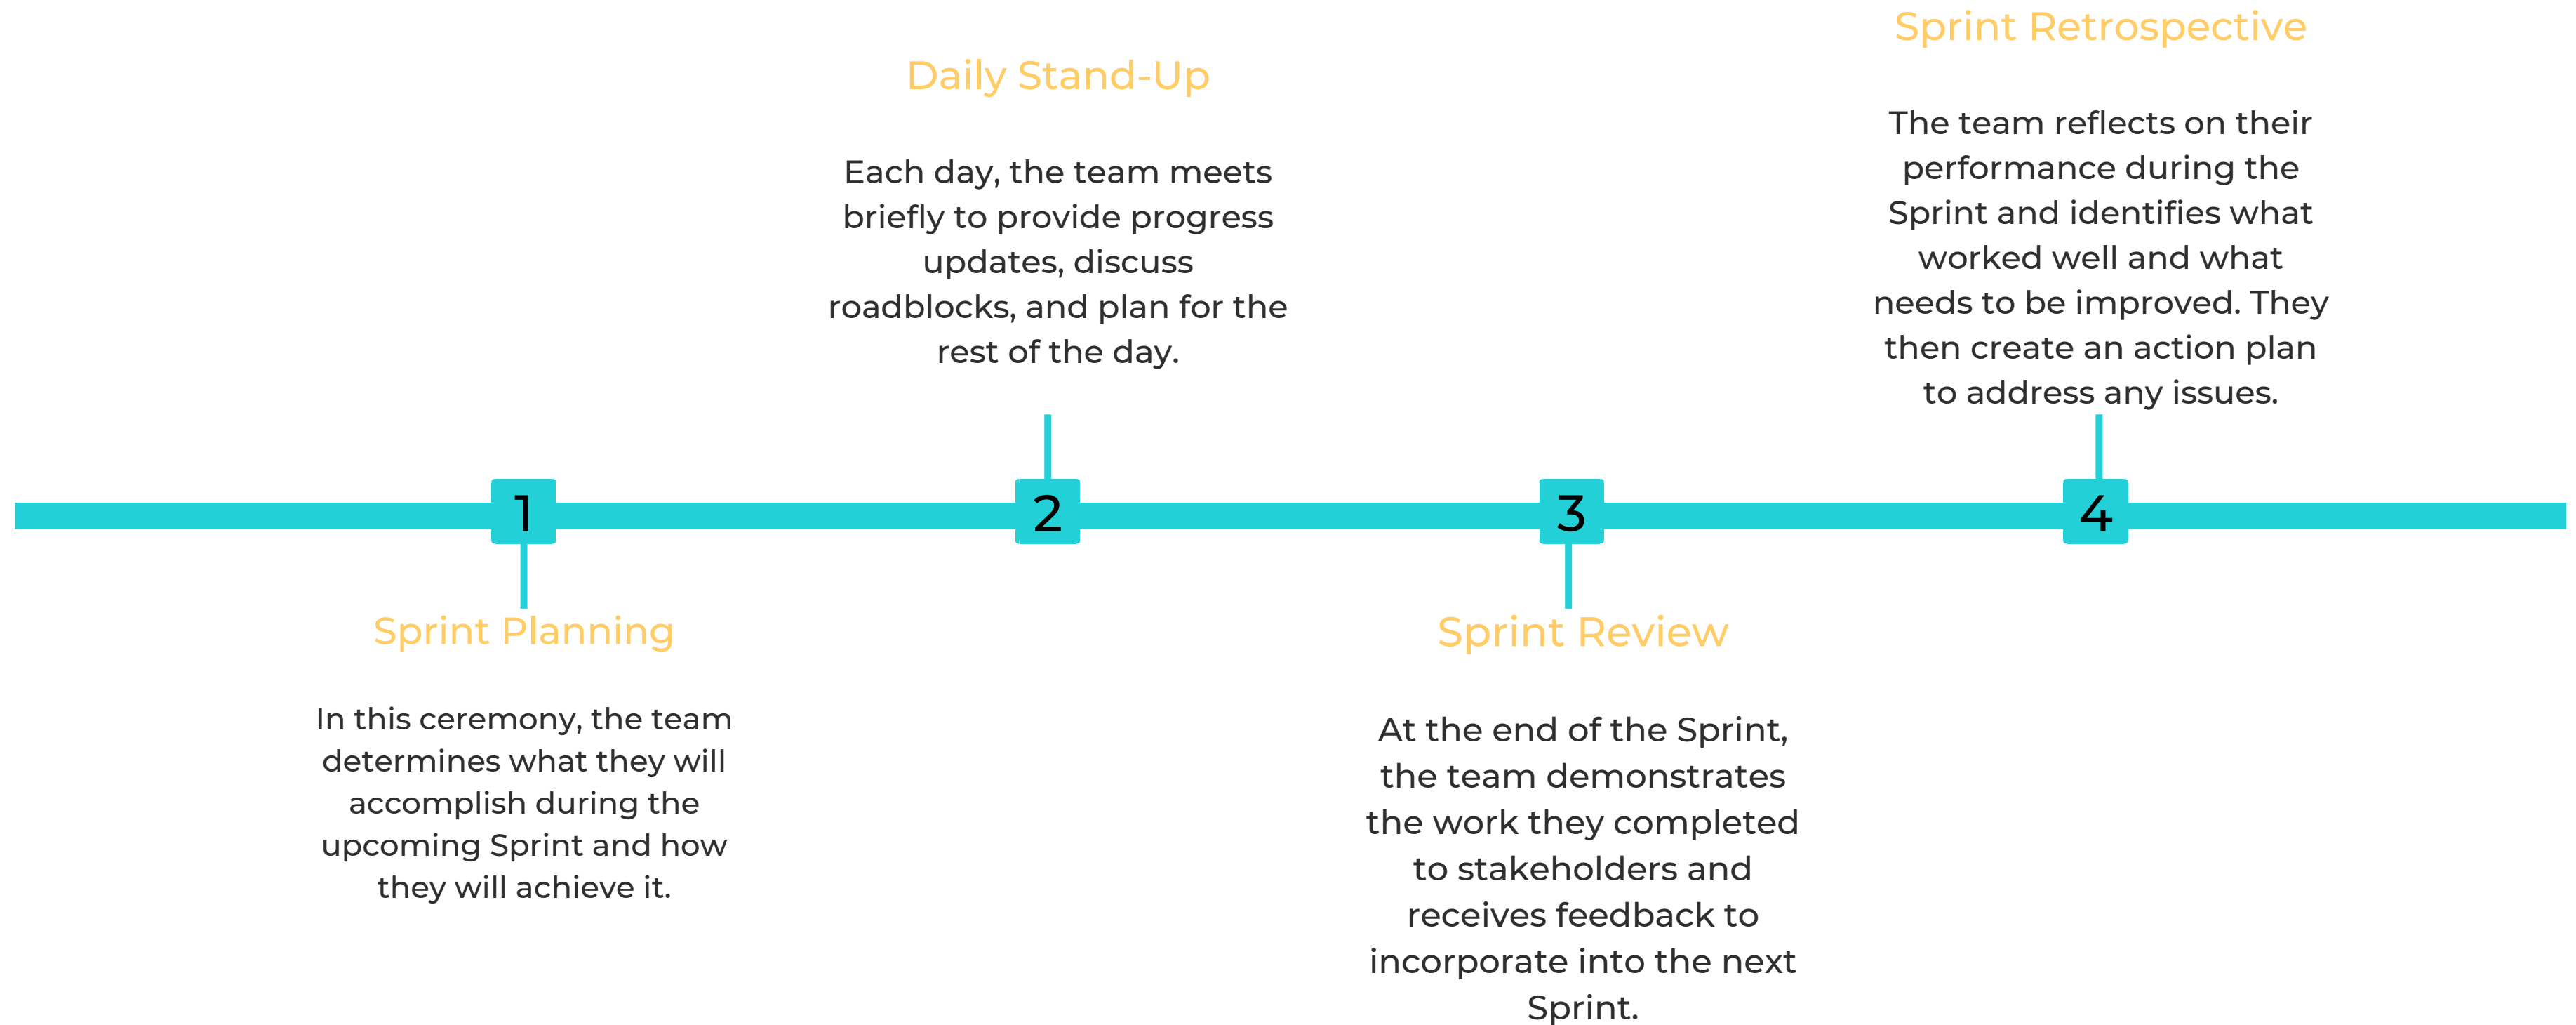 Sprint Retrospective
The team reflects on their
performance during the
Sprint and identifies what
worked well and what
needs to be improved. They
then create an action plan
to address any issues.
Daily Stand-Up
Each day, the team meets
briefly to provide progress
updates, discuss
roadblocks, and plan for the
rest of the day.
1
2
3
4
Sprint Planning
In this ceremony, the team
determines what they will
accomplish during the
upcoming Sprint and how
they will achieve it.
Sprint Review
At the end of the Sprint,
the team demonstrates
the work they completed
to stakeholders and
receives feedback to
incorporate into the next
Sprint.